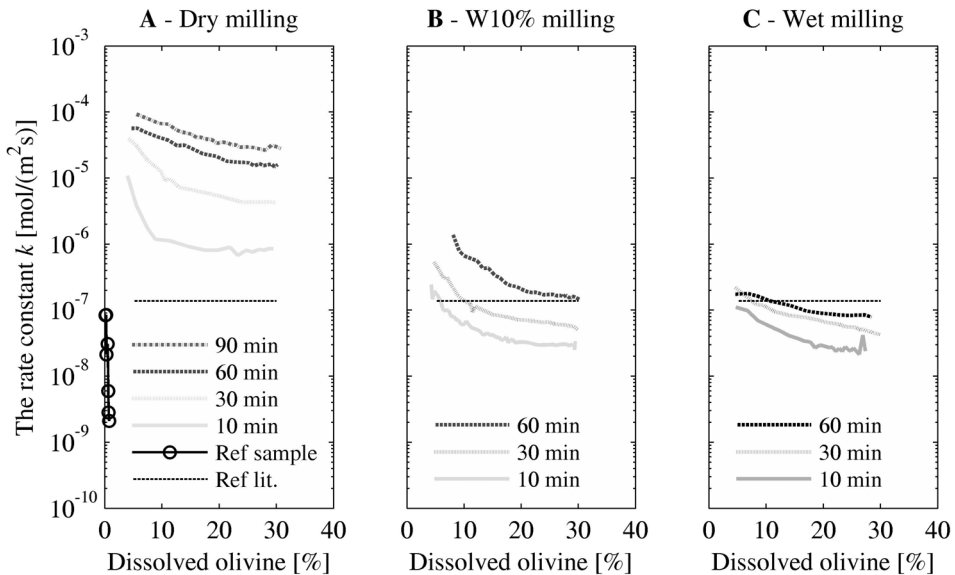 A - Dry milling
B - W10% milling
C - Wet milling
The rate constant k [mol/(m²s)]
10⁻³
10⁻⁴
10⁻⁵
10⁻⁶
10⁻⁷
10⁻⁸
10⁻⁹
10⁻¹⁰
90 min
60 min
30 min
10 min
Ref sample
Ref lit.
60 min
30 min
10 min
60 min
30 min
10 min
0 10 20 30 40
0 10 20 30 40
0 10 20 30 40
Dissolved olivine [%]
Dissolved olivine [%]
Dissolved olivine [%]